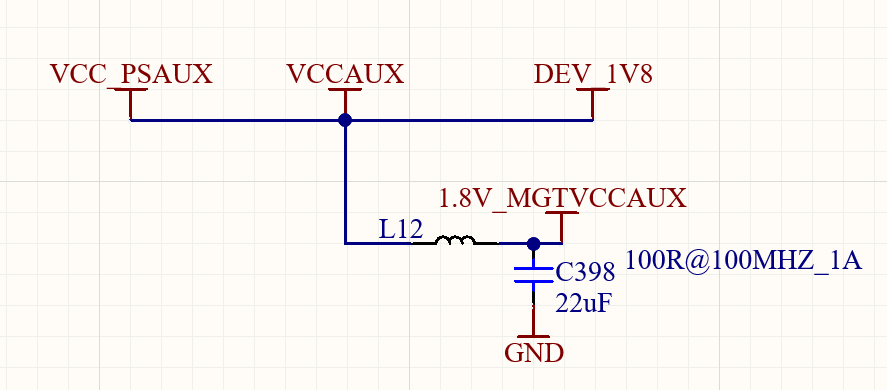 VCC_PSAUX
VCCAUX
DEV_1V8
1.8V_MGTVCCAUX
L12
C398
100R@100MHZ_1A
22uF
GND